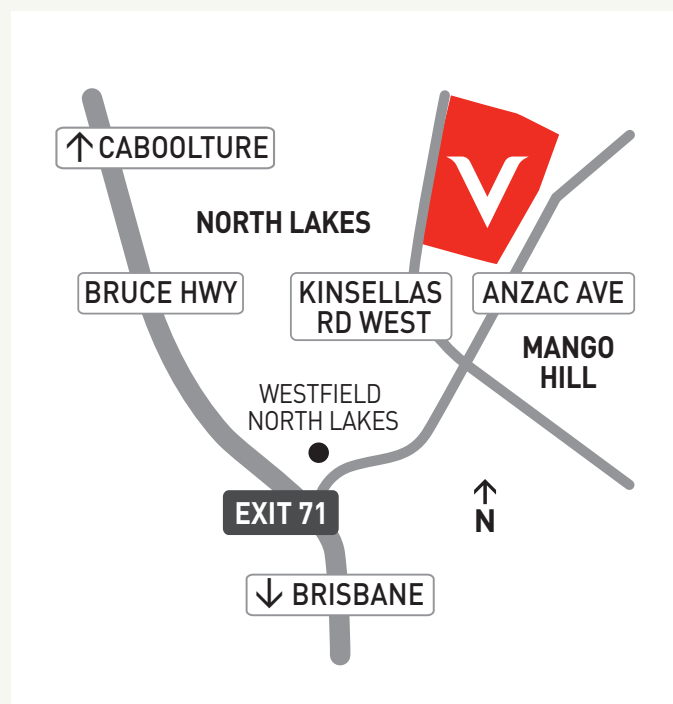 ↑ CABOOLTURE
V
NORTH LAKES
BRUCE HWY
KINSELLAS
RD WEST
ANZAC AVE
MANGO
HILL
WESTFIELD
NORTH LAKES
EXIT 71
N
↓ BRISBANE